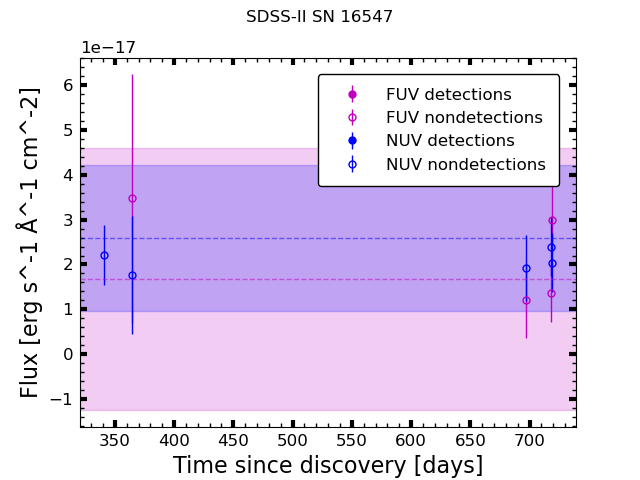 SDSS-II SN 16547
1e−17
FUV detections
FUV nondetections
NUV detections
NUV nondetections
6
5
4
3
2
1
0
−1
Flux [erg s^-1 Å^-1 cm^-2]
350 400 450 500 550 600 650 700
Time since discovery [days]